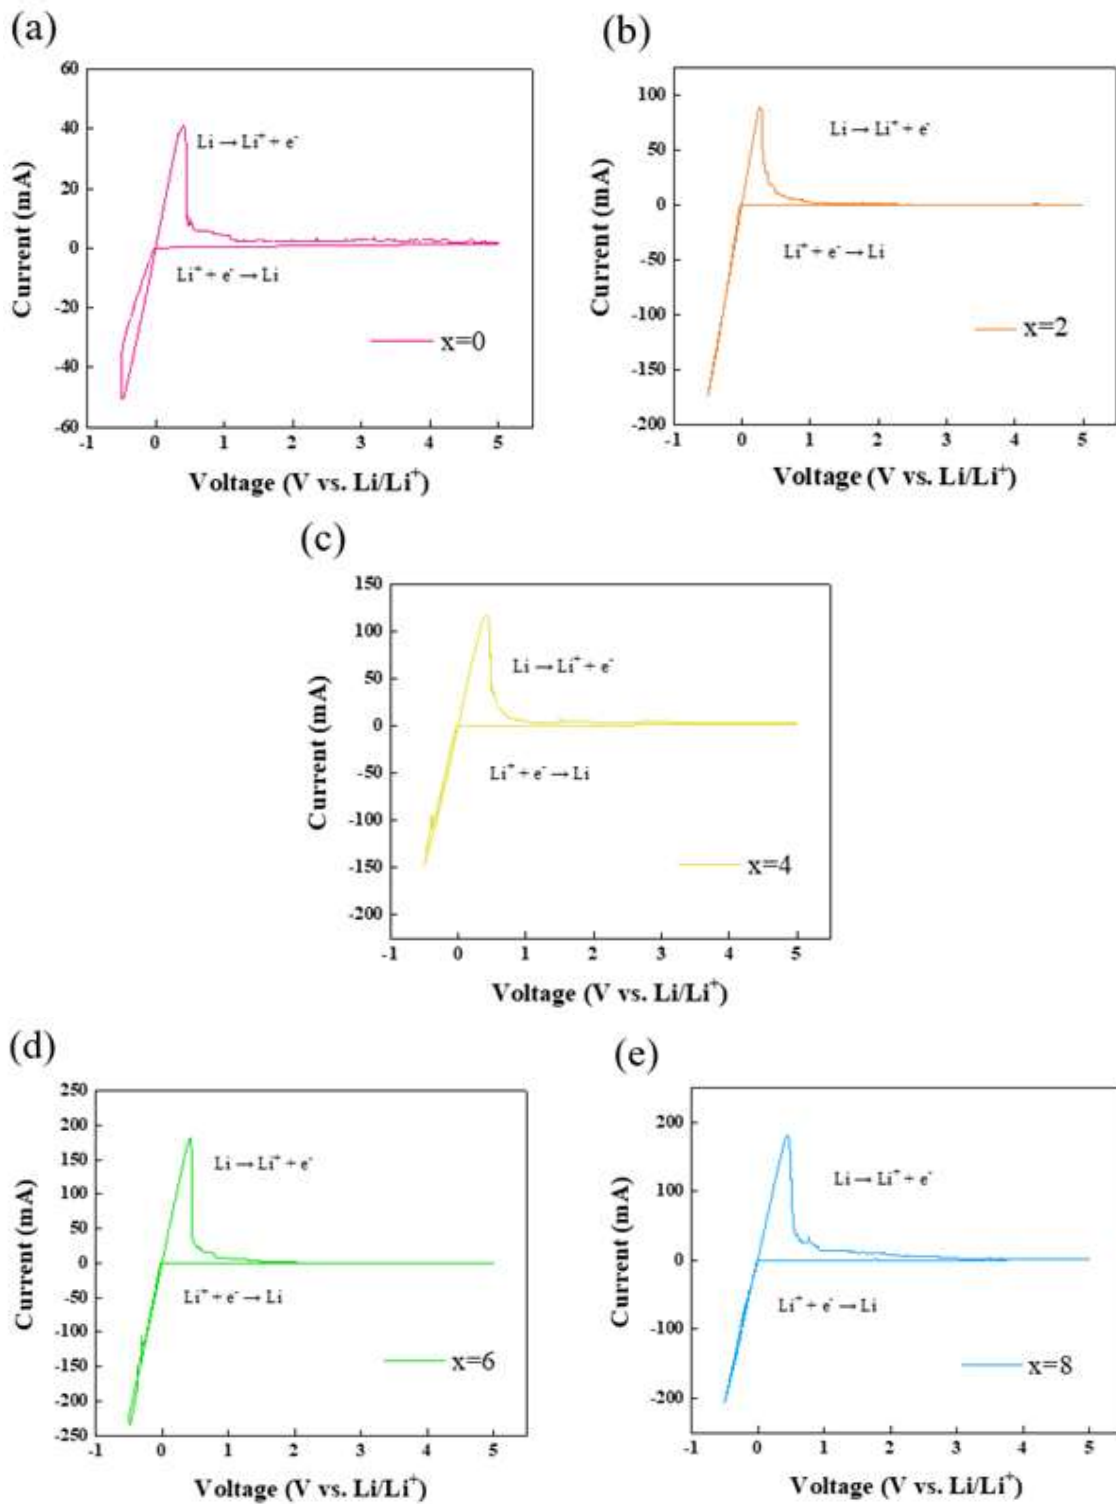 (a)
60
40
20
0
-20
-40
-60
Current (mA)
Li → Li⁺ + e⁻
Li⁺ + e⁻ → Li
x=0
-1 0 1 2 3 4 5
Voltage (V vs. Li/Li⁺)
(b)
100
50
0
-50
-100
-150
-200
Current (mA)
Li → Li⁺ + e⁻
Li⁺ + e⁻ → Li
x=2
-1 0 1 2 3 4 5
Voltage (V vs. Li/Li⁺)
(c)
150
100
50
0
-50
-100
-150
-200
Current (mA)
Li → Li⁺ + e⁻
Li⁺ + e⁻ → Li
x=4
-1 0 1 2 3 4 5
Voltage (V vs. Li/Li⁺)
(d)
250
200
150
100
50
0
-50
-100
-150
-200
-250
Current (mA)
Li → Li⁺ + e⁻
Li⁺ + e⁻ → Li
x=6
-1 0 1 2 3 4 5
Voltage (V vs. Li/Li⁺)
(e)
200
100
0
-100
-200
Current (mA)
Li → Li⁺ + e⁻
Li⁺ + e⁻ → Li
x=8
-1 0 1 2 3 4 5
Voltage (V vs. Li/Li⁺)